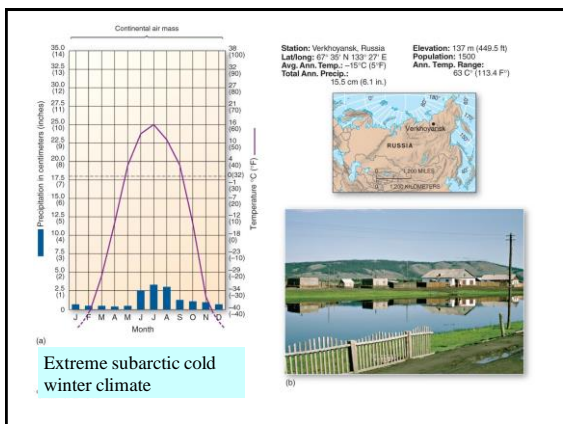 Continental air mass
35.0
(14)
32.5
(13)
30.0
(12)
27.5
(11)
25.0
(10)
22.5
(9)
20.0
(8)
17.5
(7)
15.0
(6)
12.5
(5)
10.0
(4)
7.5
(3)
5.0
(2)
2.5
(1)
0
Precipitation in centimeters (inches)
38
(100)
32
(90)
27
(80)
21
(70)
16
(60)
10
(50)
4
(40)
0(32)
−1
(30)
−7
(20)
−12
(10)
−18
(0)
−23
(−10)
−29
(−20)
−34
(−30)
−40
(−40)
Temperature °C (°F)
J F M A M J J A S O N D
Month
(a)
Extreme subarctic cold
winter climate
Station: Verkhoyansk, Russia
Lat/long: 67° 35′ N 133° 27′ E
Avg. Ann. Temp.: −15°C (5°F)
Total Ann. Precip.:
15.5 cm (6.1 in.)
Elevation: 137 m (449.5 ft)
Population: 1500
Ann. Temp. Range:
63 C° (113.4 F°)
Verkhoyansk
RUSSIA
1,200 KILOMETERS
(b)